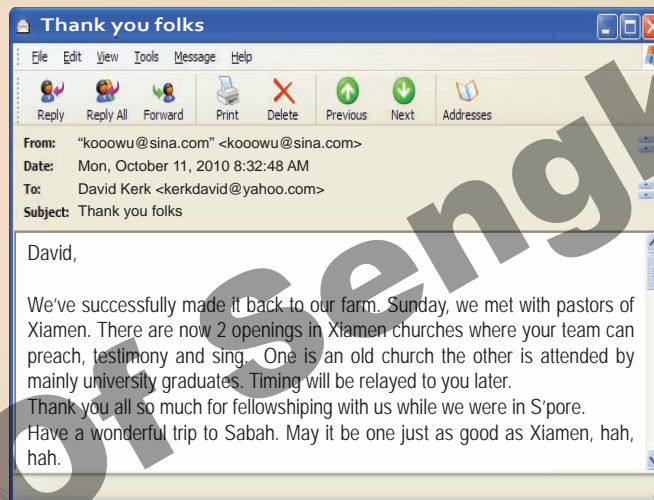 Thank you folks
File Edit View Tools Message Help
Reply Reply All Forward Print Delete Previous Next Addresses
From: "kooowu@sina.com" <kooowu@sina.com>
Date: Mon, October 11, 2010 8:32:48 AM
To: David Kerk <kerkdavid@yahoo.com>
Subject: Thank you folks
David,
We've successfully made it back to our farm. Sunday, we met with pastors of
Xiamen. There are now 2 openings in Xiamen churches where your team can
preach, testimony and sing. One is an old church the other is attended by
mainly university graduates. Timing will be relayed to you later.
Thank you all so much for fellowshiping with us while we were in S'pore.
Have a wonderful trip to Sabah. May it be one just as good as Xiamen, hah,
hah.
Of Sengk